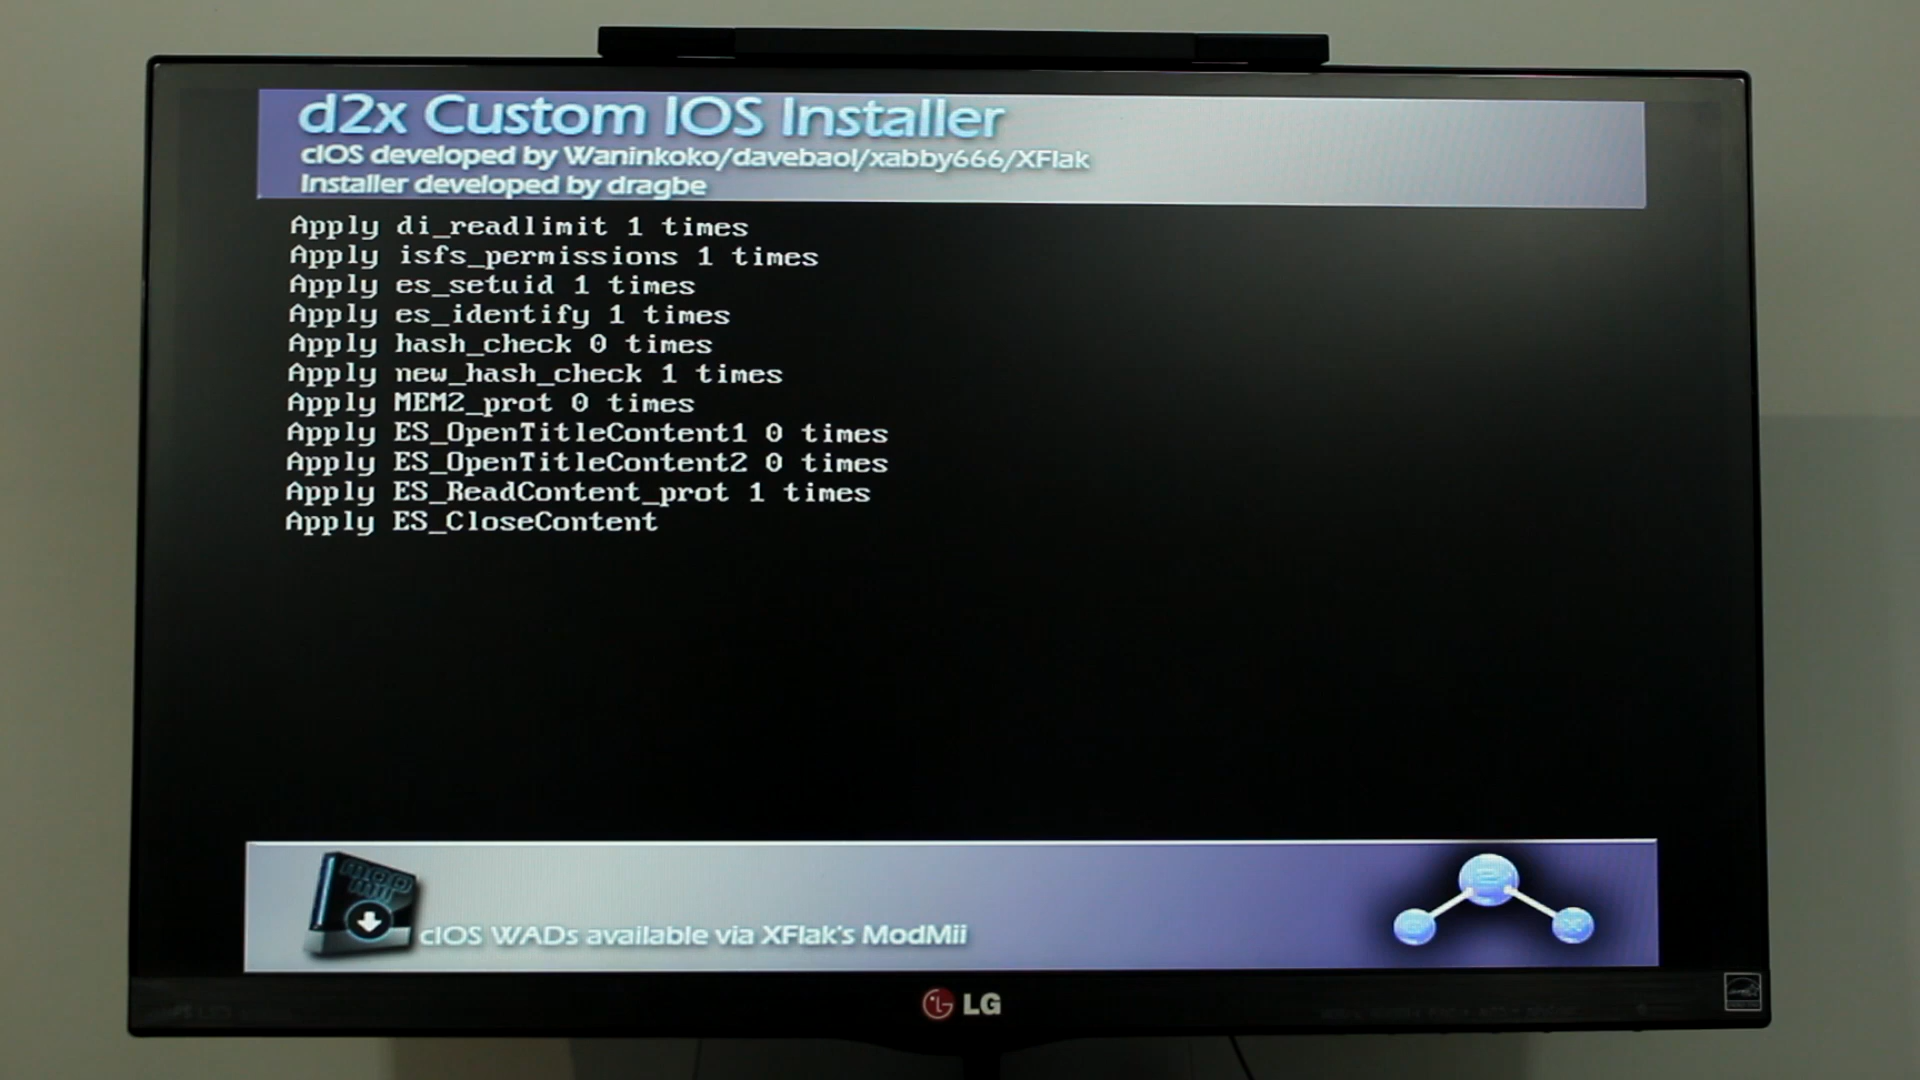 d2x Custom IOS Installer
cIOS developed by Waninkoko/davebaol/xabby666/XFlak
Installer developed by dragbe
Apply di_readlimit 1 times
Apply isfs_permissions 1 times
Apply es_setuid 1 times
Apply es_identify 1 times
Apply hash_check 0 times
Apply new_hash_check 1 times
Apply MEM2_prot 0 times
Apply ES_OpenTitleContent1 0 times
Apply ES_OpenTitleContent2 0 times
Apply ES_ReadContent_prot 1 times
Apply ES_CloseContent
MOD
MII
cIOS WADs available via XFlak's ModMii
LG